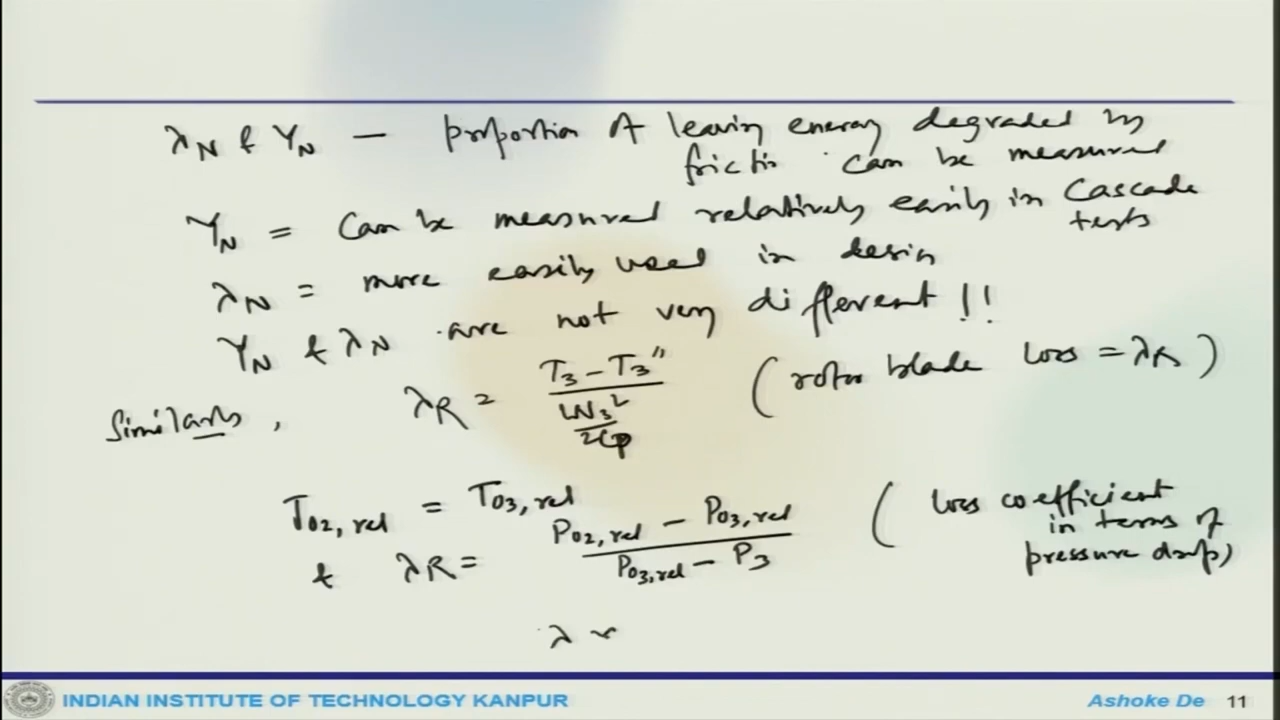 λN & YN — proportion of leaving energy degraded by
friction. Can be measured
YN = Can be measured relatively easily in Cascade
tests
λN = more easily used in design
YN & λN are not very different !!
Similarly, λR = (T3 − T3″) / (W3² / 2Cp) (rotor blade loss = λR)
T02, rel = T03, rel
& λR = (P02, rel − P03, rel) / (P03, rel − P3) (loss coefficient
in terms of
pressure drop)
λ
INDIAN INSTITUTE OF TECHNOLOGY KANPUR
Ashoke De 11